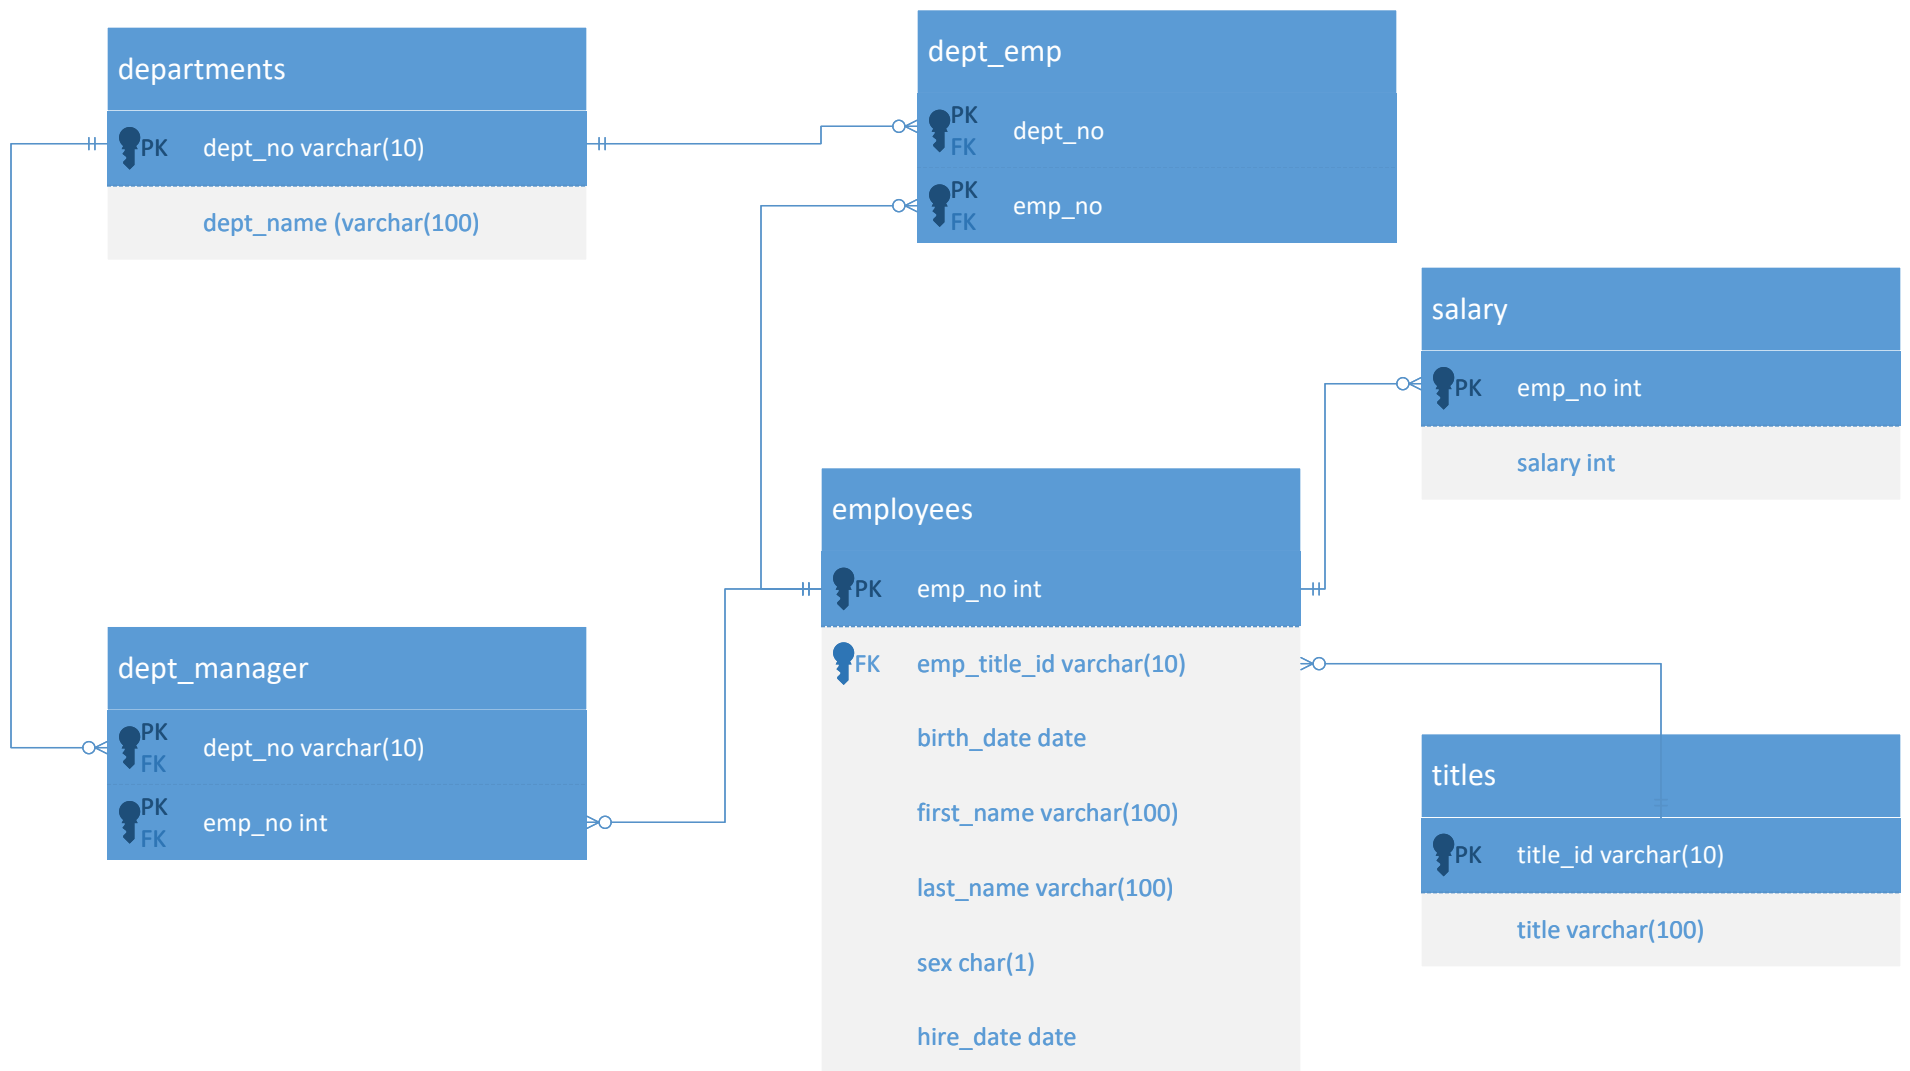 departments
PK dept_no varchar(10)
dept_name (varchar(100)
dept_emp
PK
FK dept_no
PK
FK emp_no
salary
PK emp_no int
salary int
employees
PK emp_no int
FK emp_title_id varchar(10)
birth_date date
first_name varchar(100)
last_name varchar(100)
sex char(1)
hire_date date
dept_manager
PK
FK dept_no varchar(10)
PK
FK emp_no int
titles
PK title_id varchar(10)
title varchar(100)